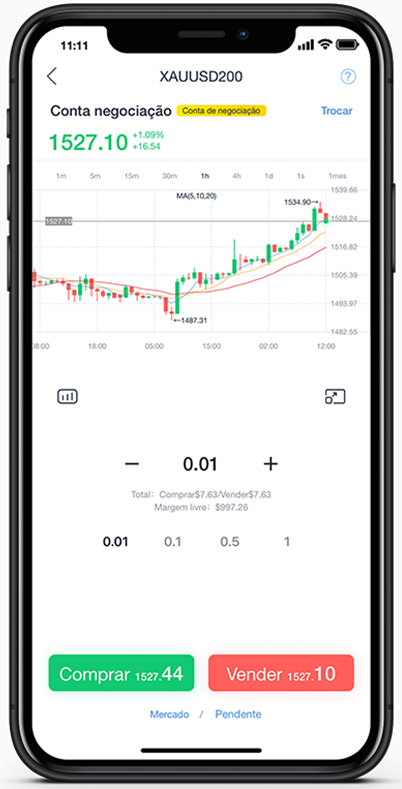 11:11
XAUUSD200
?
Conta negociação Conta de negociação Trocar
1527.10 +1.09%
+16.54
1m 5m 15m 30m 1h 4h 1d 1s 1mes
MA(5,10,20)
1539.66
1534.90→
1527.10
1528.24
1516.82
1505.39
1493.97
←1487.31
1482.55
08:00 18:00 05:00 15:00 02:00 12:00
− 0.01 +
Total: Comprar$7.63/Vender$7.63
Margem livre: $997.26
0.01 0.1 0.5 1
Comprar 1527.44 Vender 1527.10
Mercado / Pendente